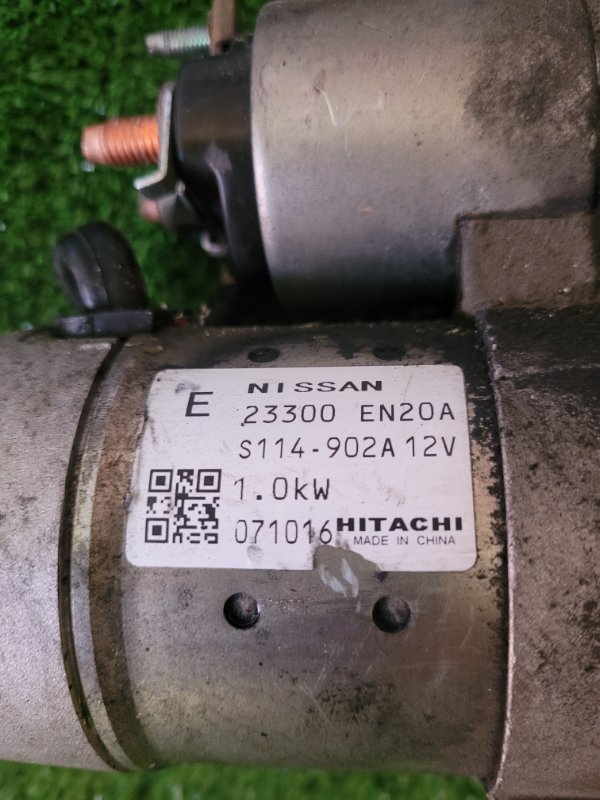 E NISSAN
23300 EN20A
S114-902A 12V
1.0kW
071016 HITACHI
MADE IN CHINA